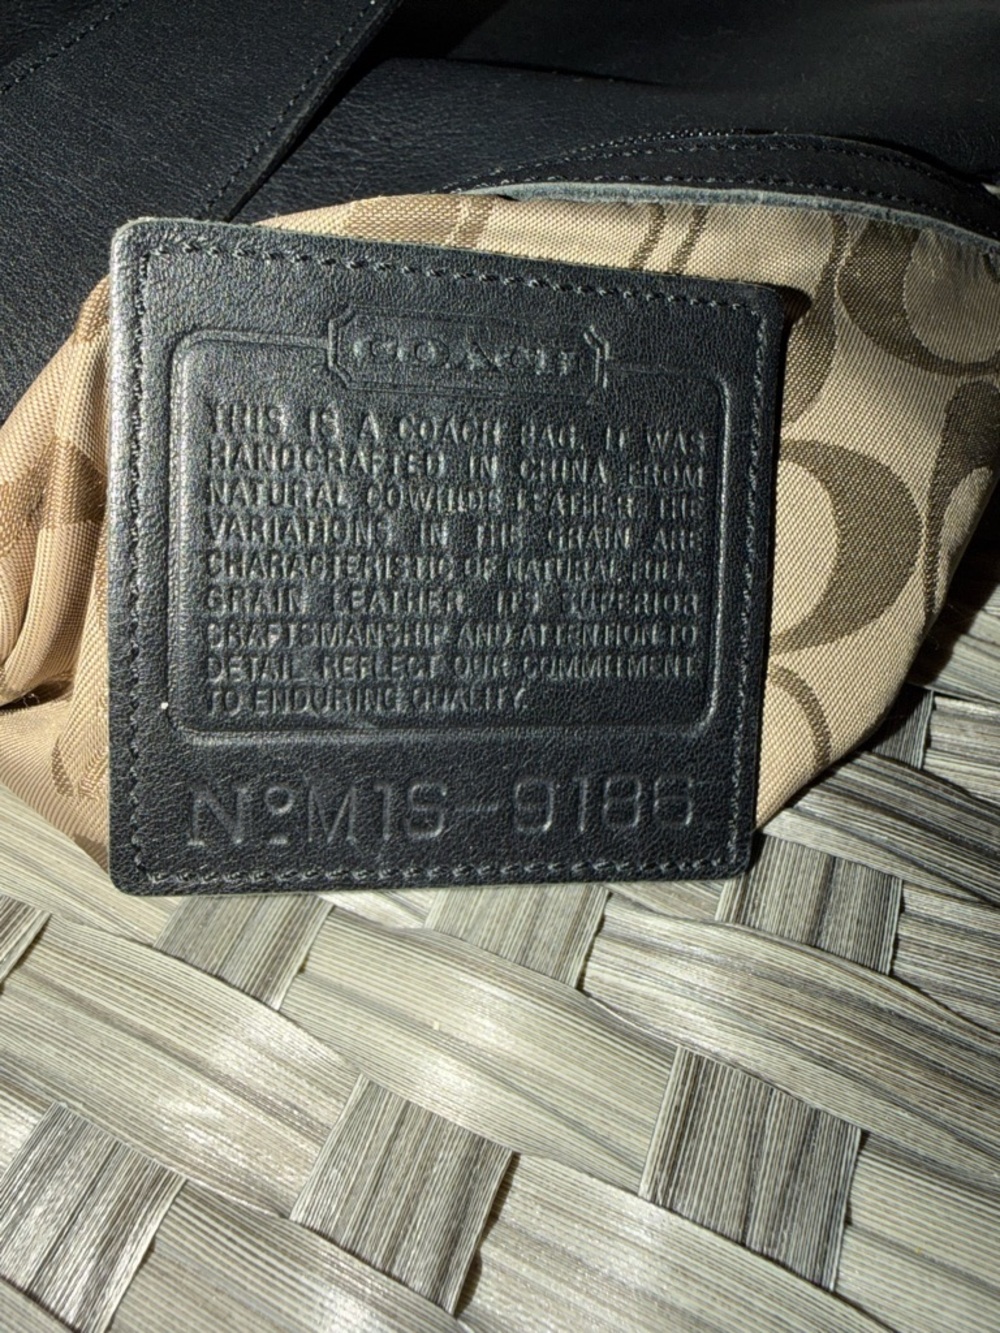 COACH
THIS IS A COACH BAG. IT WAS
HANDCRAFTED IN CHINA FROM
NATURAL COWHIDE LEATHER. THE
VARIATIONS IN THE GRAIN ARE
CHARACTERISTIC OF NATURAL FULL
GRAIN LEATHER. ITS SUPERIOR
CRAFTSMANSHIP AND ATTENTION TO
DETAIL REFLECT OUR COMMITMENT
TO ENDURING QUALITY.
Nº M1S-9186